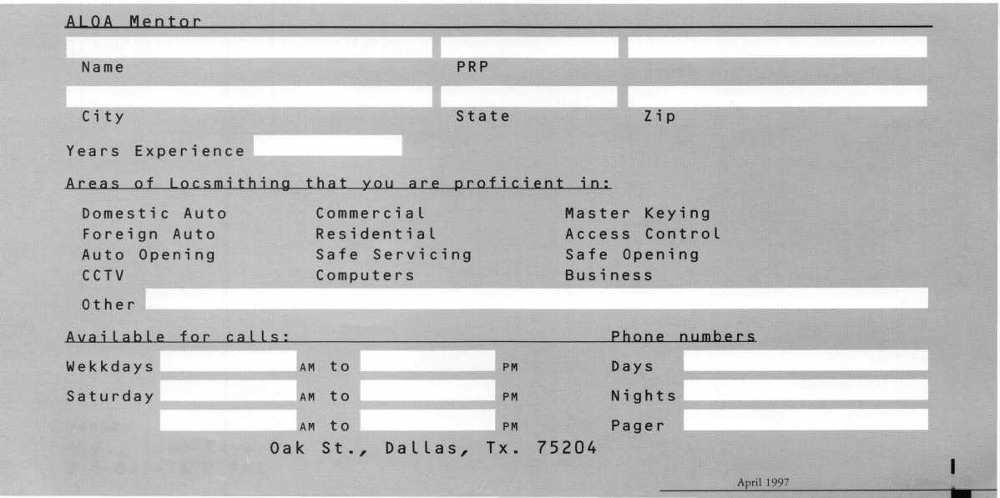 ALOA Mentor
Name PRP
City State Zip
Years Experience
Areas of Locsmithing that you are proficient in:
Domestic Auto Commercial Master Keying
Foreign Auto Residential Access Control
Auto Opening Safe Servicing Safe Opening
CCTV Computers Business
Other
Available for calls: Phone numbers
Wekkdays AM to PM Days
Saturday AM to PM Nights
AM to PM Pager
Oak St., Dallas, Tx. 75204
April 1997